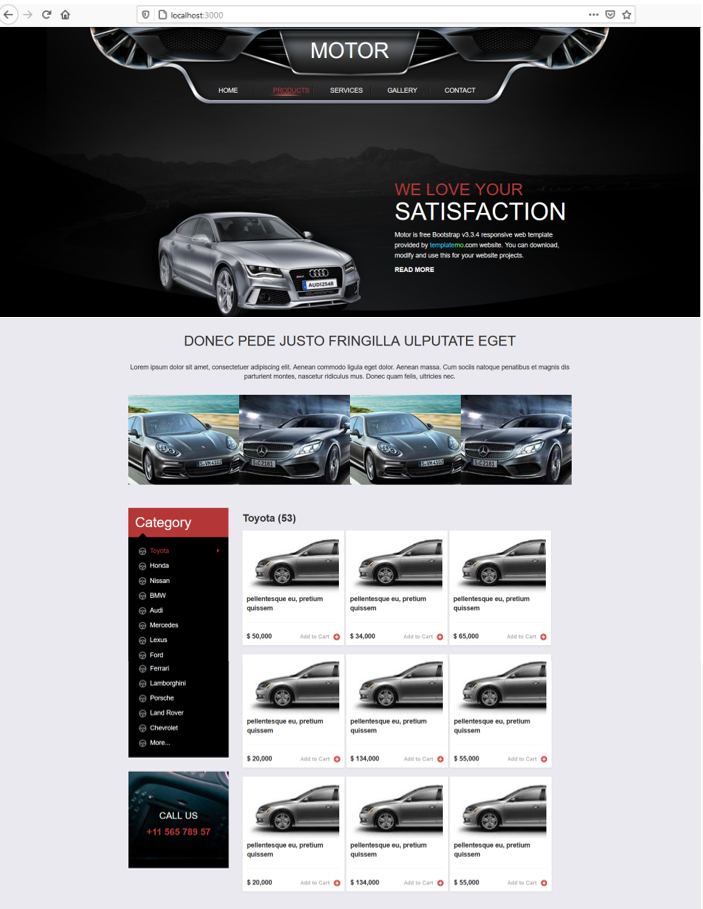 localhost:3000
MOTOR
HOME PRODUCTS SERVICES GALLERY CONTACT
WE LOVE YOUR
SATISFACTION
Motor is free Bootstrap v3.3.4 responsive web template
provided by templatemo.com website. You can download,
modify and use this for your website projects.
READ MORE
AUDI2548
DONEC PEDE JUSTO FRINGILLA ULPUTATE EGET
Lorem ipsum dolor sit amet, consectetuer adipiscing elit. Aenean commodo ligula eget dolor. Aenean massa. Cum sociis natoque penatibus et magnis dis
parturient montes, nascetur ridiculus mus. Donec quam felis, ultricies nec.
Category
Toyota
Honda
Nissan
BMW
Audi
Mercedes
Lexus
Ford
Ferrari
Lamborghini
Porsche
Land Rover
Chevrolet
More...
CALL US
+11 565 789 57
Toyota (53)
pellentesque eu, pretium
quissem
$ 50,000 Add to Cart
pellentesque eu, pretium
quissem
$ 34,000 Add to Cart
pellentesque eu, pretium
quissem
$ 65,000 Add to Cart
pellentesque eu, pretium
quissem
$ 20,000 Add to Cart
pellentesque eu, pretium
quissem
$ 134,000 Add to Cart
pellentesque eu, pretium
quissem
$ 55,000 Add to Cart
pellentesque eu, pretium
quissem
$ 20,000 Add to Cart
pellentesque eu, pretium
quissem
$ 134,000 Add to Cart
pellentesque eu, pretium
quissem
$ 55,000 Add to Cart